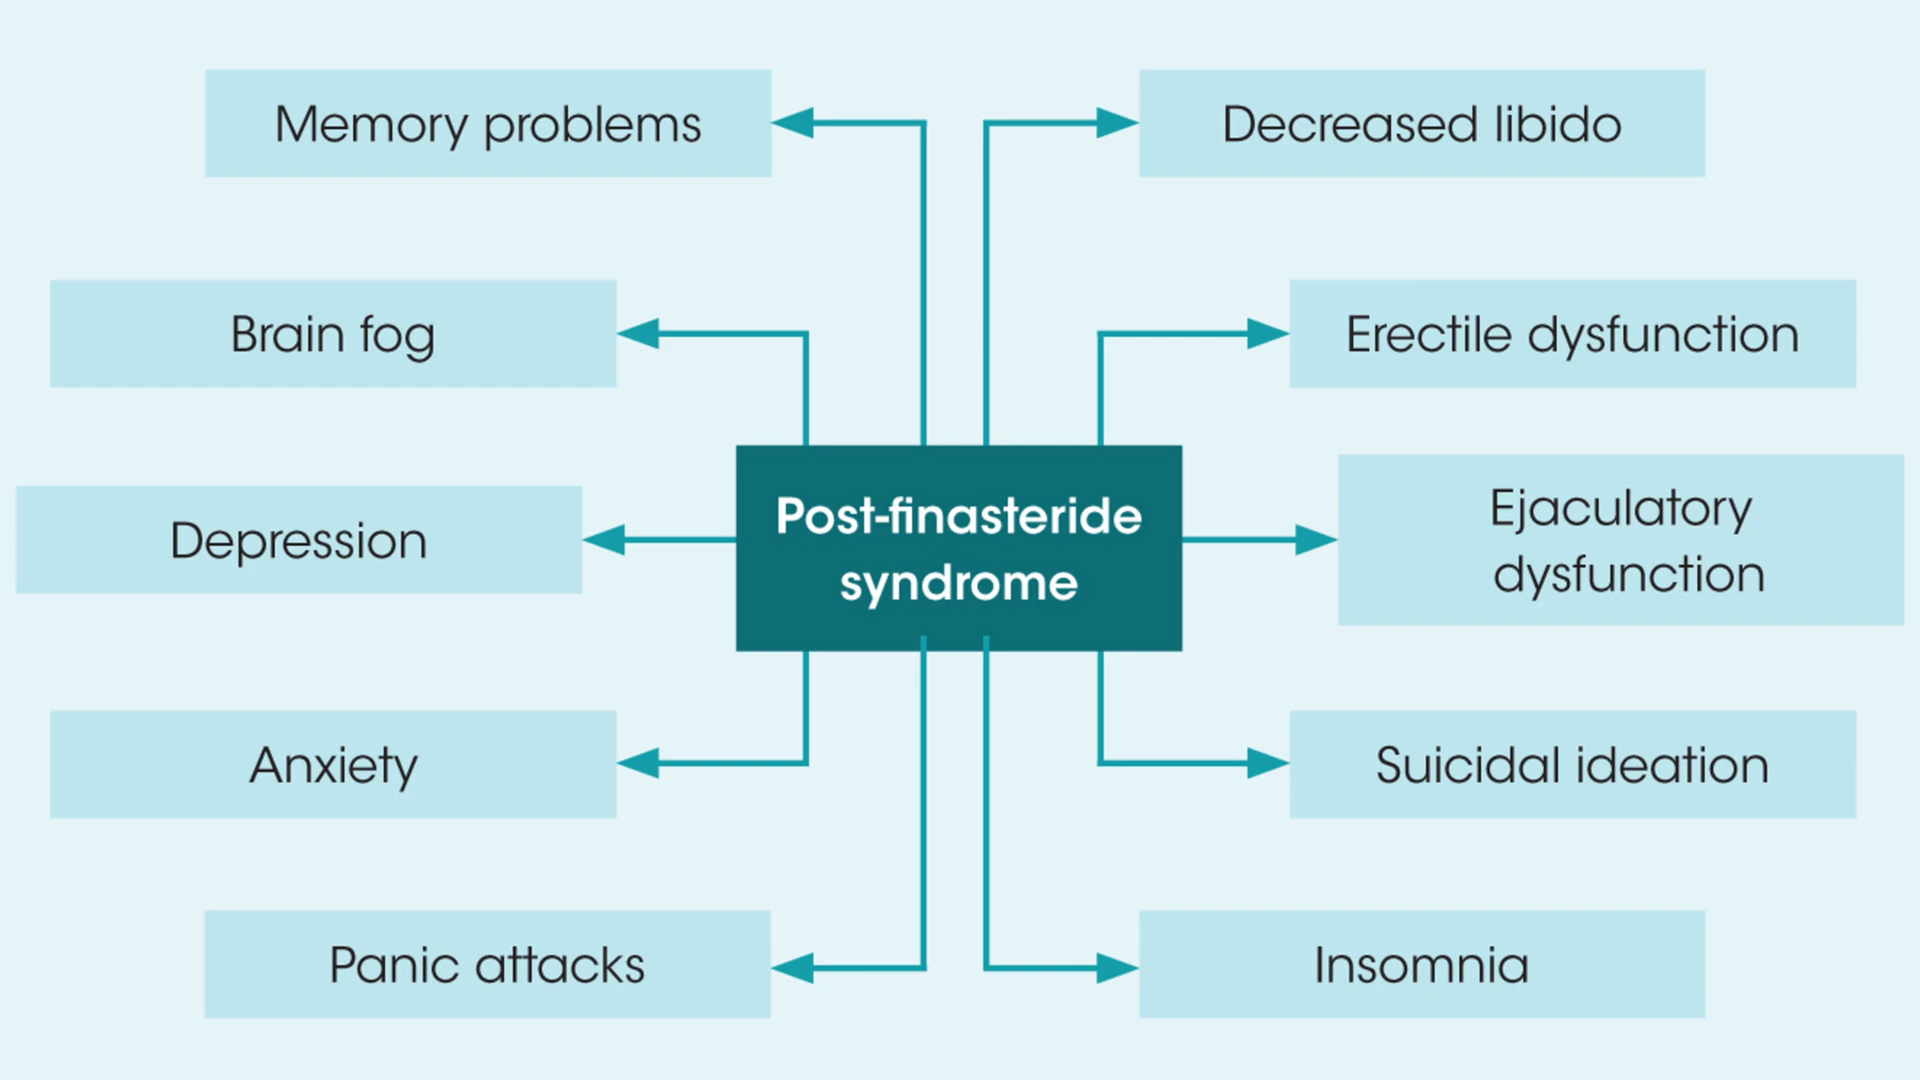 Memory problems
Decreased libido
Brain fog
Erectile dysfunction
Post-finasteride
syndrome
Depression
Ejaculatory
dysfunction
Anxiety
Suicidal ideation
Panic attacks
Insomnia